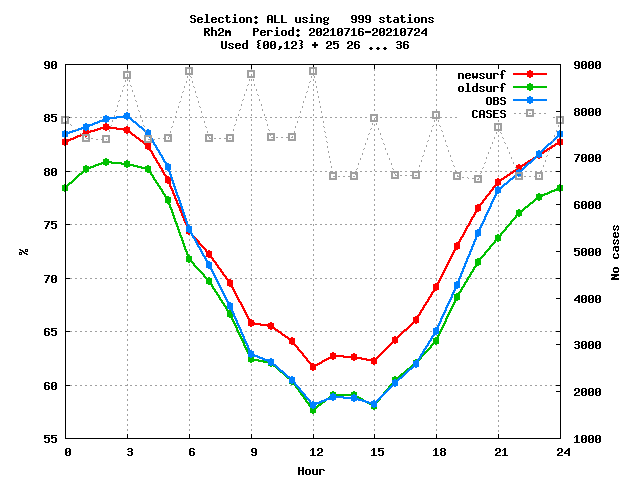 Selection: ALL using   999 stations
Rh2m   Period: 20210716-20210724
Used {00,12} + 25 26 ... 36
90 9000
newsurf
oldsurf
OBS
CASES
85 8000
80 7000
75 6000
% No cases
70 5000
65 4000
60 3000
55 2000
1000
0 3 6 9 12 15 18 21 24
Hour